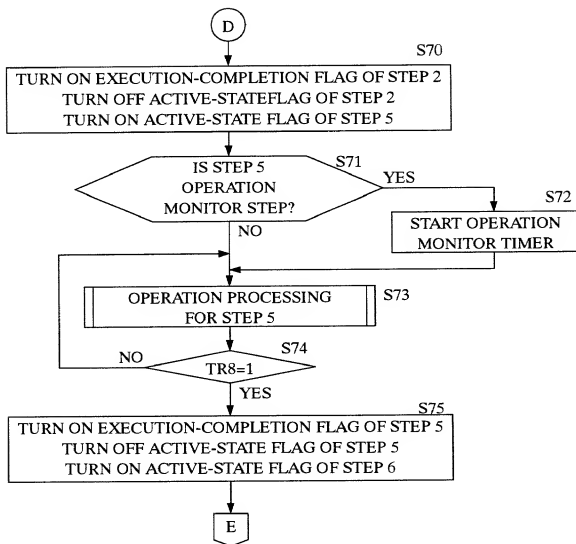 D
S70
TURN ON EXECUTION-COMPLETION FLAG OF STEP 2
TURN OFF ACTIVE-STATEFLAG OF STEP 2
TURN ON ACTIVE-STATE FLAG OF STEP 5
S71
IS STEP 5
OPERATION
MONITOR STEP?
YES
NO
S72
START OPERATION
MONITOR TIMER
S73
OPERATION PROCESSING
FOR STEP 5
S74
TR8=1
NO
YES
S75
TURN ON EXECUTION-COMPLETION FLAG OF STEP 5
TURN OFF ACTIVE-STATE FLAG OF STEP 5
TURN ON ACTIVE-STATE FLAG OF STEP 6
E